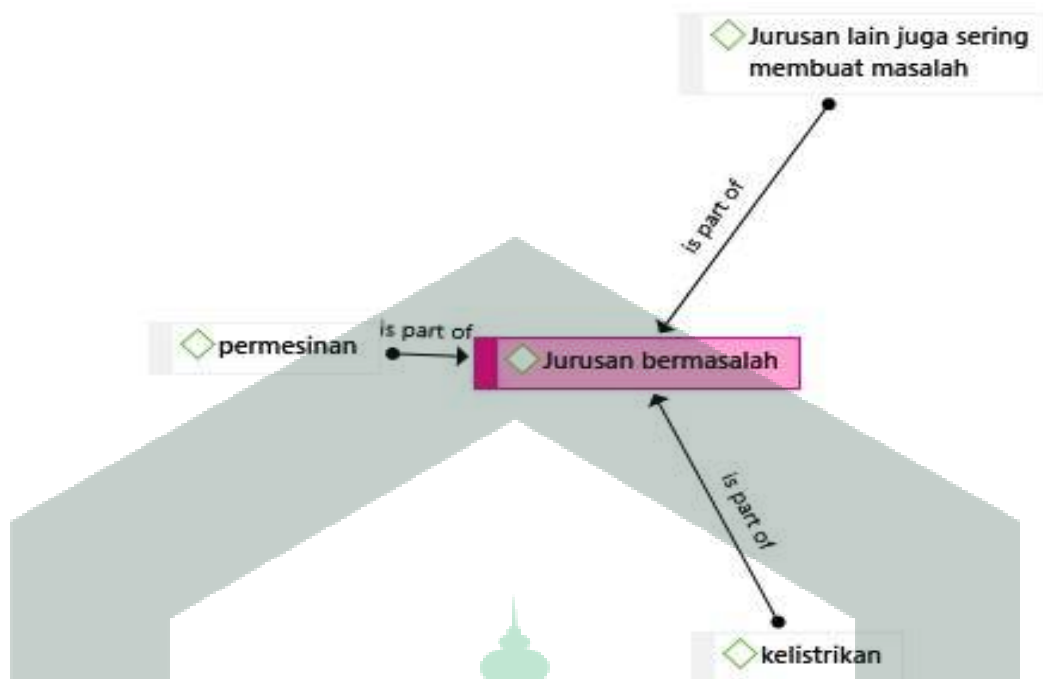 Jurusan lain juga sering
membuat masalah
is part of
permesinan
is part of
Jurusan bermasalah
is part of
kelistrikan